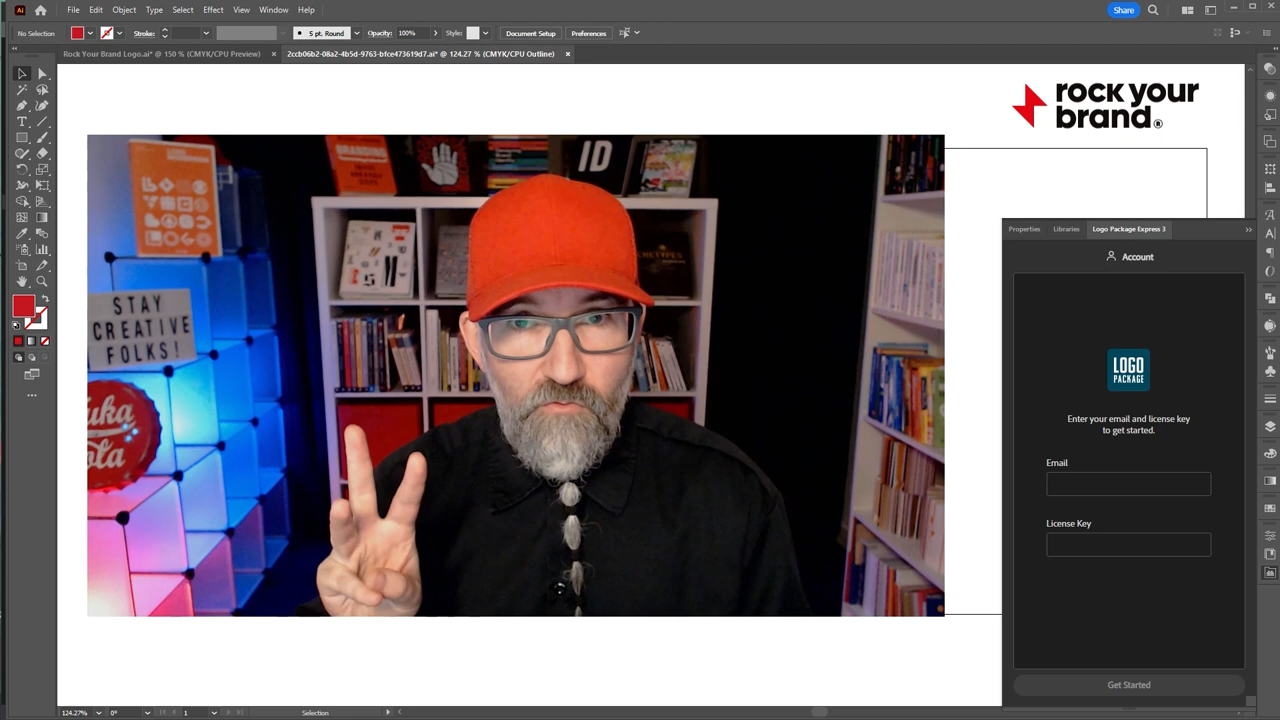 File Edit Object Type Select Effect View Window Help
Share
No Selection
Stroke:
5 pt. Round
Opacity: 100%
Style:
Document Setup
Preferences
Rock Your Brand Logo.ai* @ 150 % (CMYK/CPU Preview)
2ccb06b2-08a2-4b5d-9763-bfce473619d7.ai* @ 124.27 % (CMYK/CPU Outline)
rock your
brand®
BRANDING
ID
STAY
CREATIVE
FOLKS!
Cola
Properties Libraries Logo Package Express 3
Account
LOGO
PACKAGE
Enter your email and license key
to get started.
Email
License Key
Get Started
124.27% 0° 1 Selection